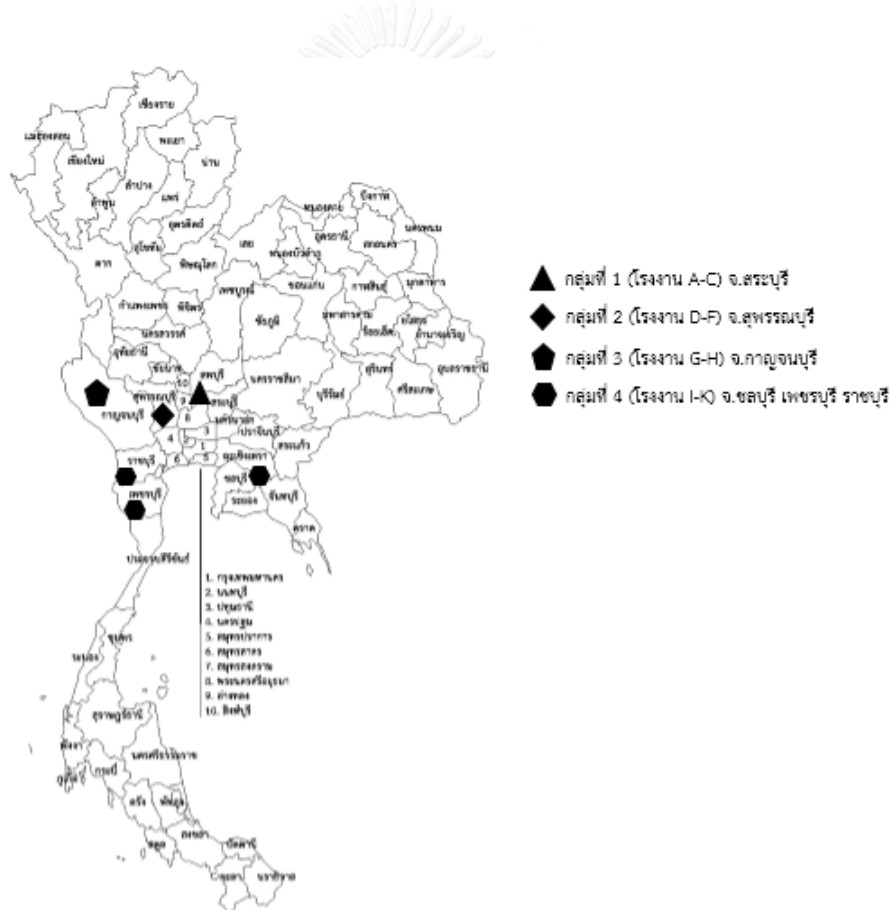 เชียงราย
แม่ฮ่องสอน
พะเยา
เชียงใหม่
น่าน
ลำปาง
แพร่
ลำพูน
อุตรดิตถ์
หนองคาย
บึงกาฬ
นครพนม
ตาก
สุโขทัย
เลย
อุดรธานี
สกลนคร
พิษณุโลก
หนองบัวลำภู
เพชรบูรณ์
ขอนแก่น
กาฬสินธุ์
มุกดาหาร
กำแพงเพชร
พิจิตร
มหาสารคาม
ยโสธร
ชัยภูมิ
ร้อยเอ็ด
อำนาจเจริญ
นครสวรรค์
อุทัยธานี
ชัยนาท
ลพบุรี
นครราชสีมา
บุรีรัมย์
สุรินทร์
ศรีสะเกษ
อุบลราชธานี
10
สุพรรณบุรี
9
สระบุรี
กาญจนบุรี
8
นครนายก
4
2
3
ปราจีนบุรี
1
สระแก้ว
ราชบุรี
6
5
ฉะเชิงเทรา
ชลบุรี
เพชรบุรี
ระยอง
จันทบุรี
ตราด
ประจวบคีรีขันธ์
กลุ่มที่ 1 (โรงงาน A-C) จ.สระบุรี
กลุ่มที่ 2 (โรงงาน D-F) จ.สุพรรณบุรี
กลุ่มที่ 3 (โรงงาน G-H) จ.กาญจนบุรี
กลุ่มที่ 4 (โรงงาน I-K) จ.ชลบุรี เพชรบุรี ราชบุรี
1. กรุงเทพมหานคร
2. นนทบุรี
3. ปทุมธานี
4. นครปฐม
5. สมุทรปราการ
6. สมุทรสาคร
7. สมุทรสงคราม
8. พระนครศรีอยุธยา
9. อ่างทอง
10. สิงห์บุรี
ชุมพร
ระนอง
สุราษฎร์ธานี
พังงา
นครศรีธรรมราช
กระบี่
ภูเก็ต
ตรัง
พัทลุง
สงขลา
สตูล
ปัตตานี
ยะลา
นราธิวาส